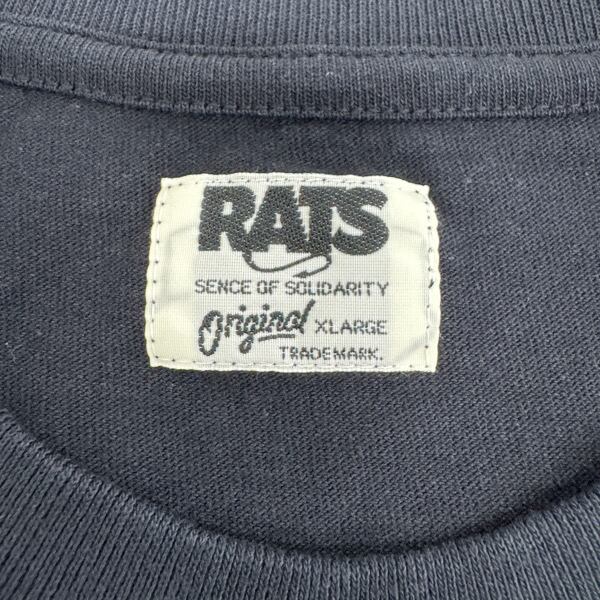 RATS
SENCE OF SOLIDARITY
Original XLARGE
TRADEMARK.